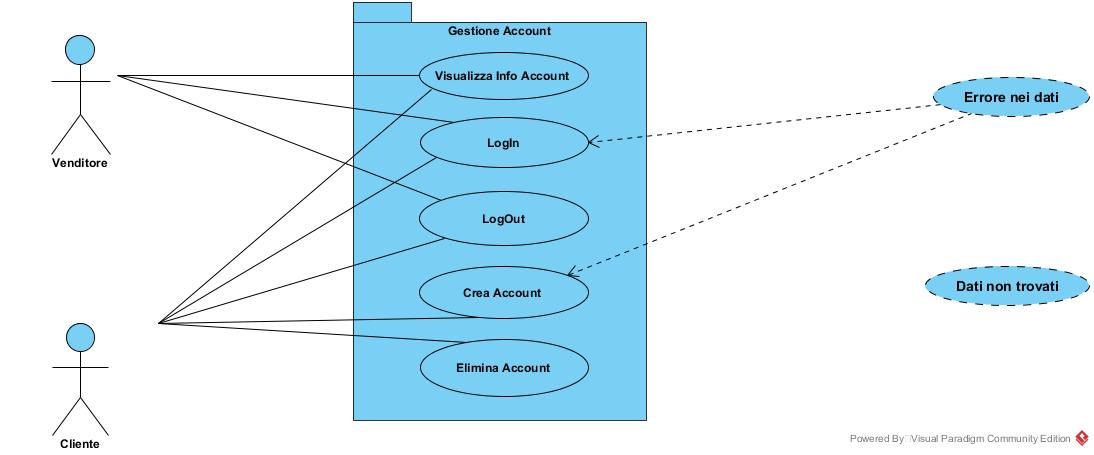 Gestione Account
Visualizza Info Account
Errore nei dati
LogIn
Venditore
LogOut
Crea Account
Dati non trovati
Elimina Account
Cliente
Powered By Visual Paradigm Community Edition